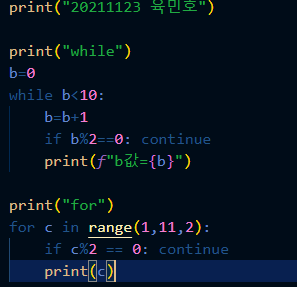 print("20211123 육민호")
print("while")
b=0
while b<10:
    b=b+1
    if b%2==0: continue
    print(f"b값={b}")
print("for")
for c in range(1,11,2):
    if c%2 == 0: continue
    print(c)